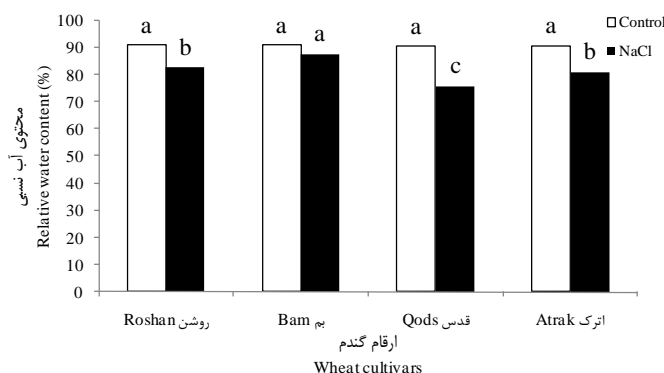 محتوی آب نسبی
Relative water content (%)
100
90
80
70
60
50
40
30
20
10
0
a
b
a
a
a
c
a
b
Control
NaCl
Roshan روشن
Bam بم
Qods قدس
Atrak اترک
ارقام گندم
Wheat cultivars